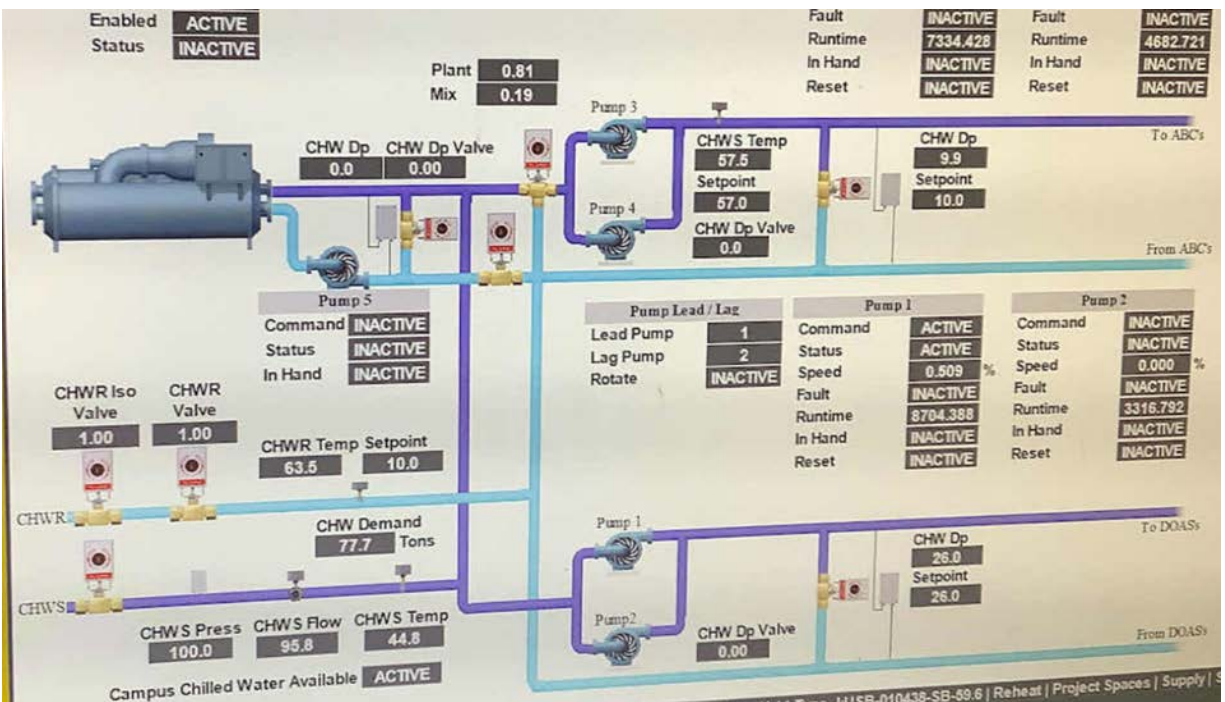 Enabled ACTIVE
Status INACTIVE
Fault INACTIVE Fault INACTIVE
Runtime 7334.428 Runtime 4682.721
In Hand INACTIVE In Hand INACTIVE
Reset INACTIVE Reset INACTIVE
Plant 0.81
Mix 0.19
Pump 3
To ABC's
CHW Dp CHW Dp Valve
0.0 0.00
CHWS Temp
57.5
Setpoint
57.0
CHW Dp Valve
0.0
CHW Dp
9.9
Setpoint
10.0
Pump 4
From ABC's
Pump 5
Command INACTIVE
Status INACTIVE
In Hand INACTIVE
Pump Lead / Lag
Lead Pump 1
Lag Pump 2
Rotate INACTIVE
Pump 1
Command ACTIVE
Status ACTIVE
Speed 0.509 %
Fault INACTIVE
Runtime 8704.388
In Hand INACTIVE
Reset INACTIVE
Pump 2
Command INACTIVE
Status INACTIVE
Speed 0.000 %
Fault INACTIVE
Runtime 3316.792
In Hand INACTIVE
Reset INACTIVE
CHWR Iso Valve
1.00
CHWR Valve
1.00
CHWR Temp Setpoint
63.5 10.0
CHWR
CHW Demand
77.7 Tons
CHWS
CHWS Press CHWS Flow CHWS Temp
100.0 95.8 44.8
Campus Chilled Water Available ACTIVE
Pump 1
To DOASs
CHW Dp
26.0
Setpoint
26.0
Pump2
CHW Dp Valve
0.00
From DOASs
-010438-SB-59.6 | Reheat | Project Spaces | Supply |